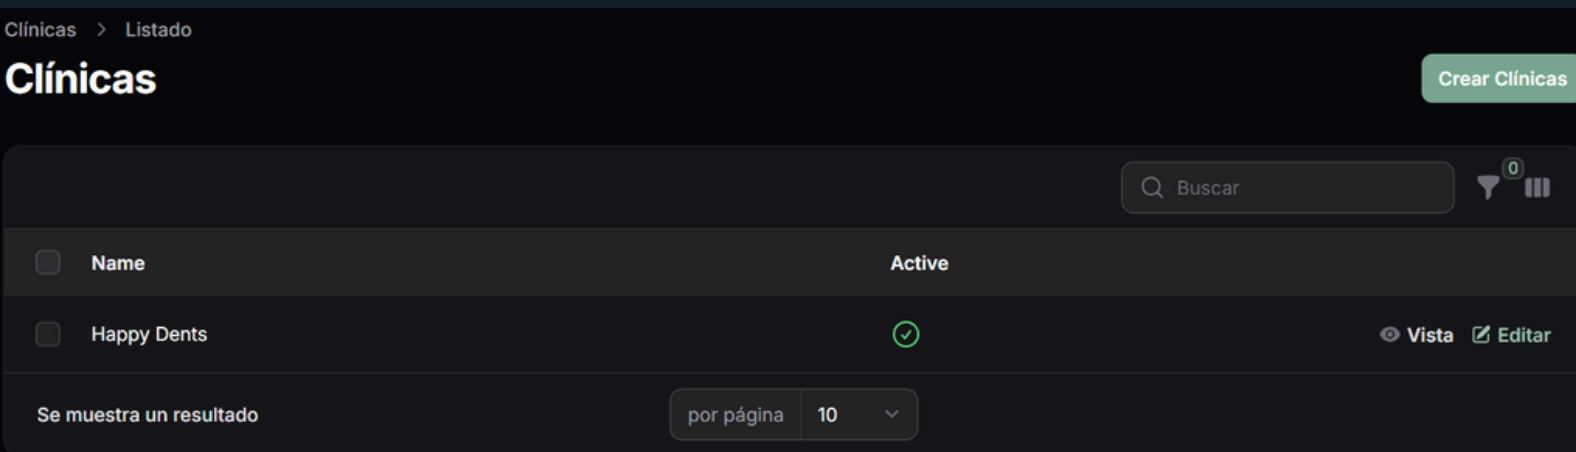 Clínicas > Listado
Clínicas
Crear Clínicas
Buscar
0
Name Active
Happy Dents Vista Editar
Se muestra un resultado por página 10